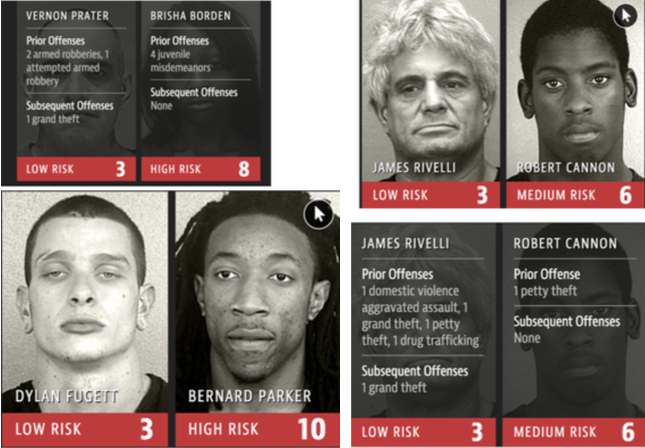 VERNON PRATER
Prior Offenses
2 armed robberies, 1
attempted armed
robbery
Subsequent Offenses
1 grand theft
LOW RISK 3
BRISHA BORDEN
Prior Offenses
4 juvenile
misdemeanors
Subsequent Offenses
None
HIGH RISK 8
JAMES RIVELLI
LOW RISK 3
ROBERT CANNON
MEDIUM RISK 6
DYLAN FUGETT
LOW RISK 3
BERNARD PARKER
HIGH RISK 10
JAMES RIVELLI
Prior Offenses
1 domestic violence
aggravated assault, 1
grand theft, 1 petty
theft, 1 drug trafficking
Subsequent Offenses
1 grand theft
LOW RISK 3
ROBERT CANNON
Prior Offense
1 petty theft
Subsequent Offenses
None
MEDIUM RISK 6